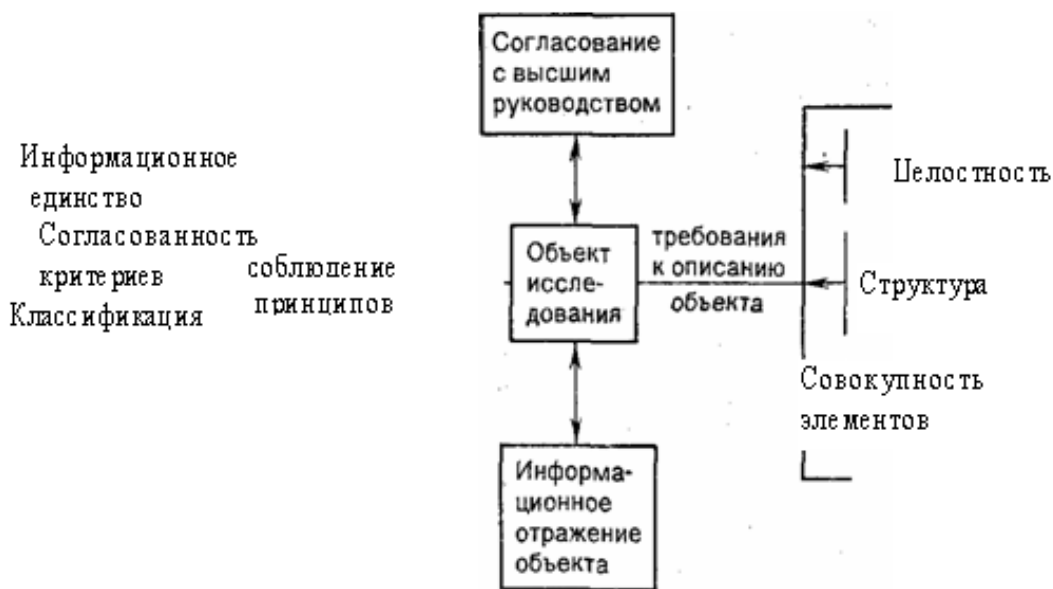 Согласование
с высшим
руководством
Информационное
единство
Согласованность
критериев
Классификация
соблюпение
принципов
Объект
иссле-
дования
требования
к описанию
объекта
Целостность
Структура
Совокупность
элементов
Информа-
ционное
отражение
объекта